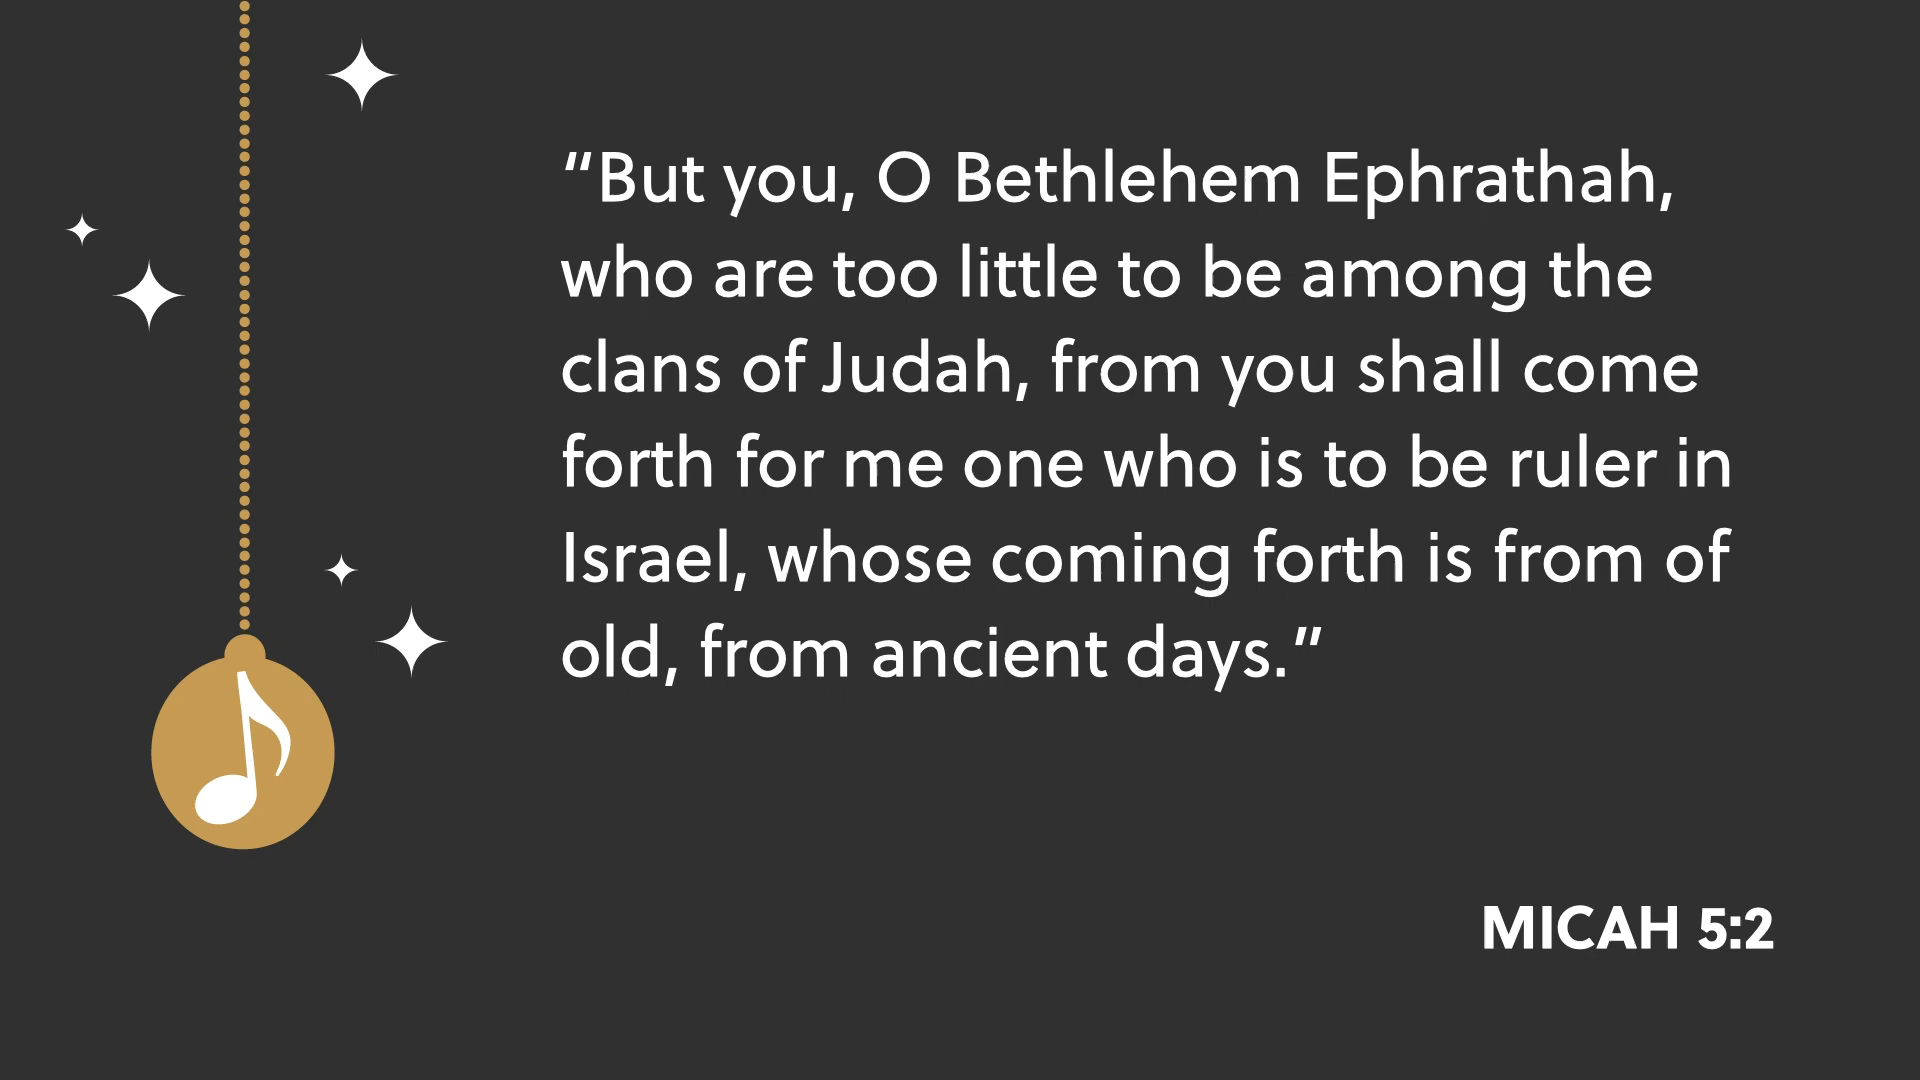 “But you, O Bethlehem Ephrathah,
who are too little to be among the
clans of Judah, from you shall come
forth for me one who is to be ruler in
Israel, whose coming forth is from of
old, from ancient days.”
MICAH 5:2